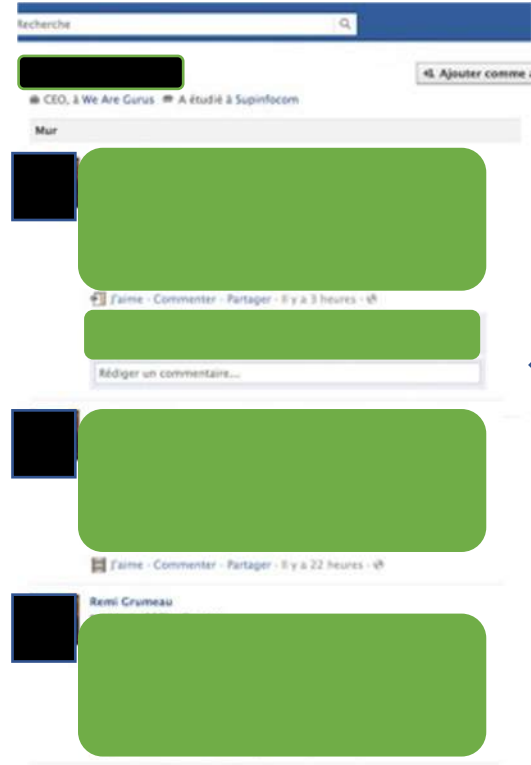 Recherche
Ajouter comme
CEO, à We Are Gurus A étudié à Supinfocom
Mur
J'aime · Commenter · Partager · Il y a 3 heures ·
Rédiger un commentaire...
J'aime · Commenter · Partager · Il y a 22 heures ·
Remi Grumeau